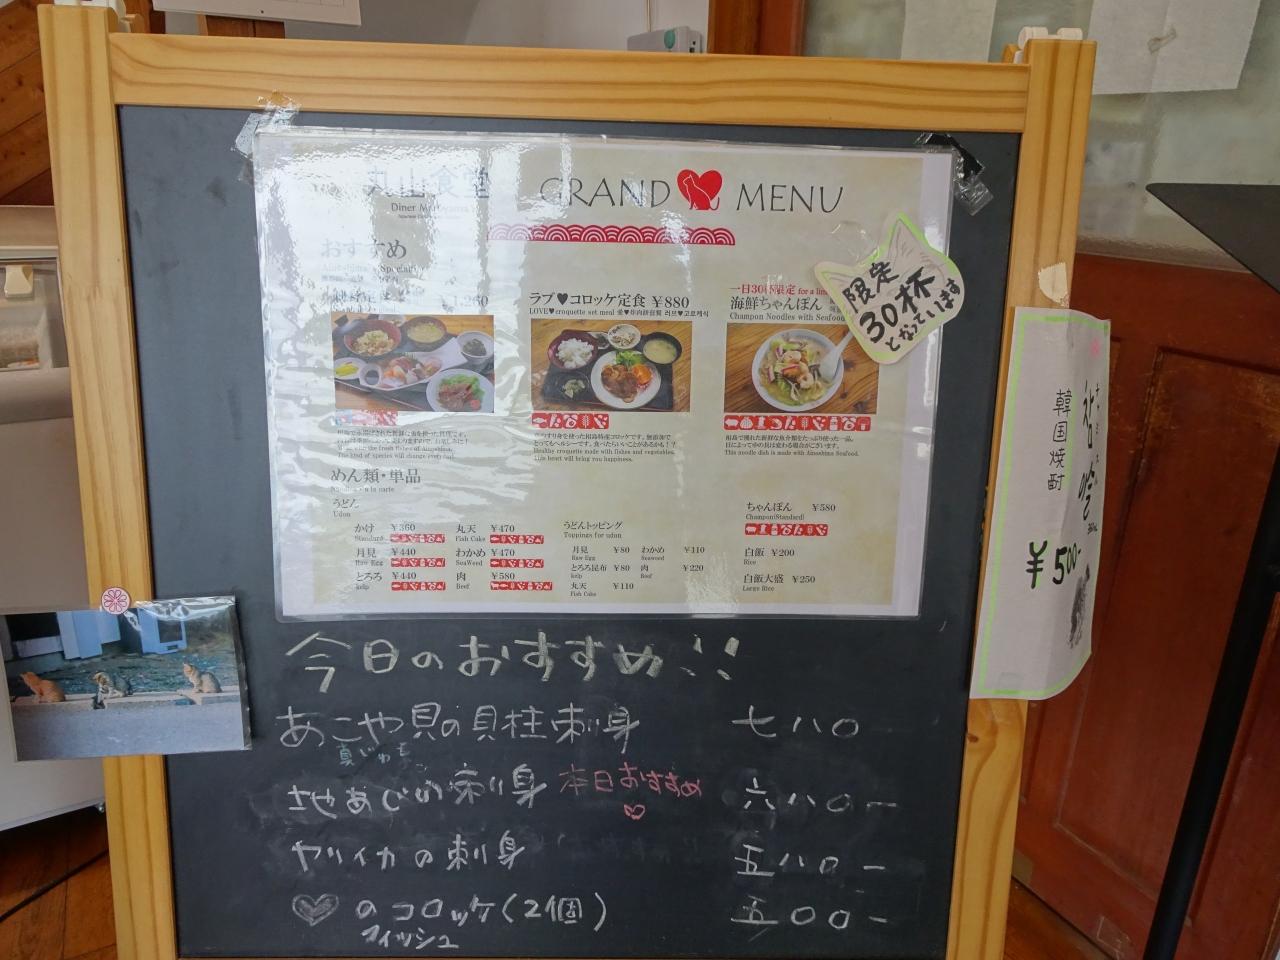 丸山食堂
GRAND MENU
おすすめ
¥1,260
ラブ♥コロッケ定食 ¥880
LOVE♥croquette set meal
一日30杯限定
海鮮ちゃんぽん
Champon Noodles with Seafood
限定
30杯
となっています
Healthy croquette made with fishes and vegetables.
This heart will bring you happiness.
This noodle dish is made with Ainoshima Seafood.
めん類・単品
Noodles・a la carte
うどん
Udon
かけ ¥360 丸天 ¥470
Standard Fish Cake
月見 ¥440 わかめ ¥470
Raw Egg SeaWeed
とろろ ¥440 肉 ¥580
kelp Beef
うどんトッピング
Toppings for udon
月見 ¥80 わかめ ¥110
Raw Egg Seaweed
とろろ昆布 ¥80 肉 ¥220
kelp Beef
丸天 ¥110
Fish Cake
ちゃんぽん ¥580
Champon(Standard)
白飯 ¥200
Rice
白飯大盛 ¥250
Large Rice
韓国焼酎
¥500-
今日のおすすめ!!
あこや貝の貝柱刺身 七八〇
地あじの刺身 本日おすすめ 六八〇-
ヤリイカの刺身 五八〇-
♡のコロッケ(2個) 五〇〇-
フィッシュ